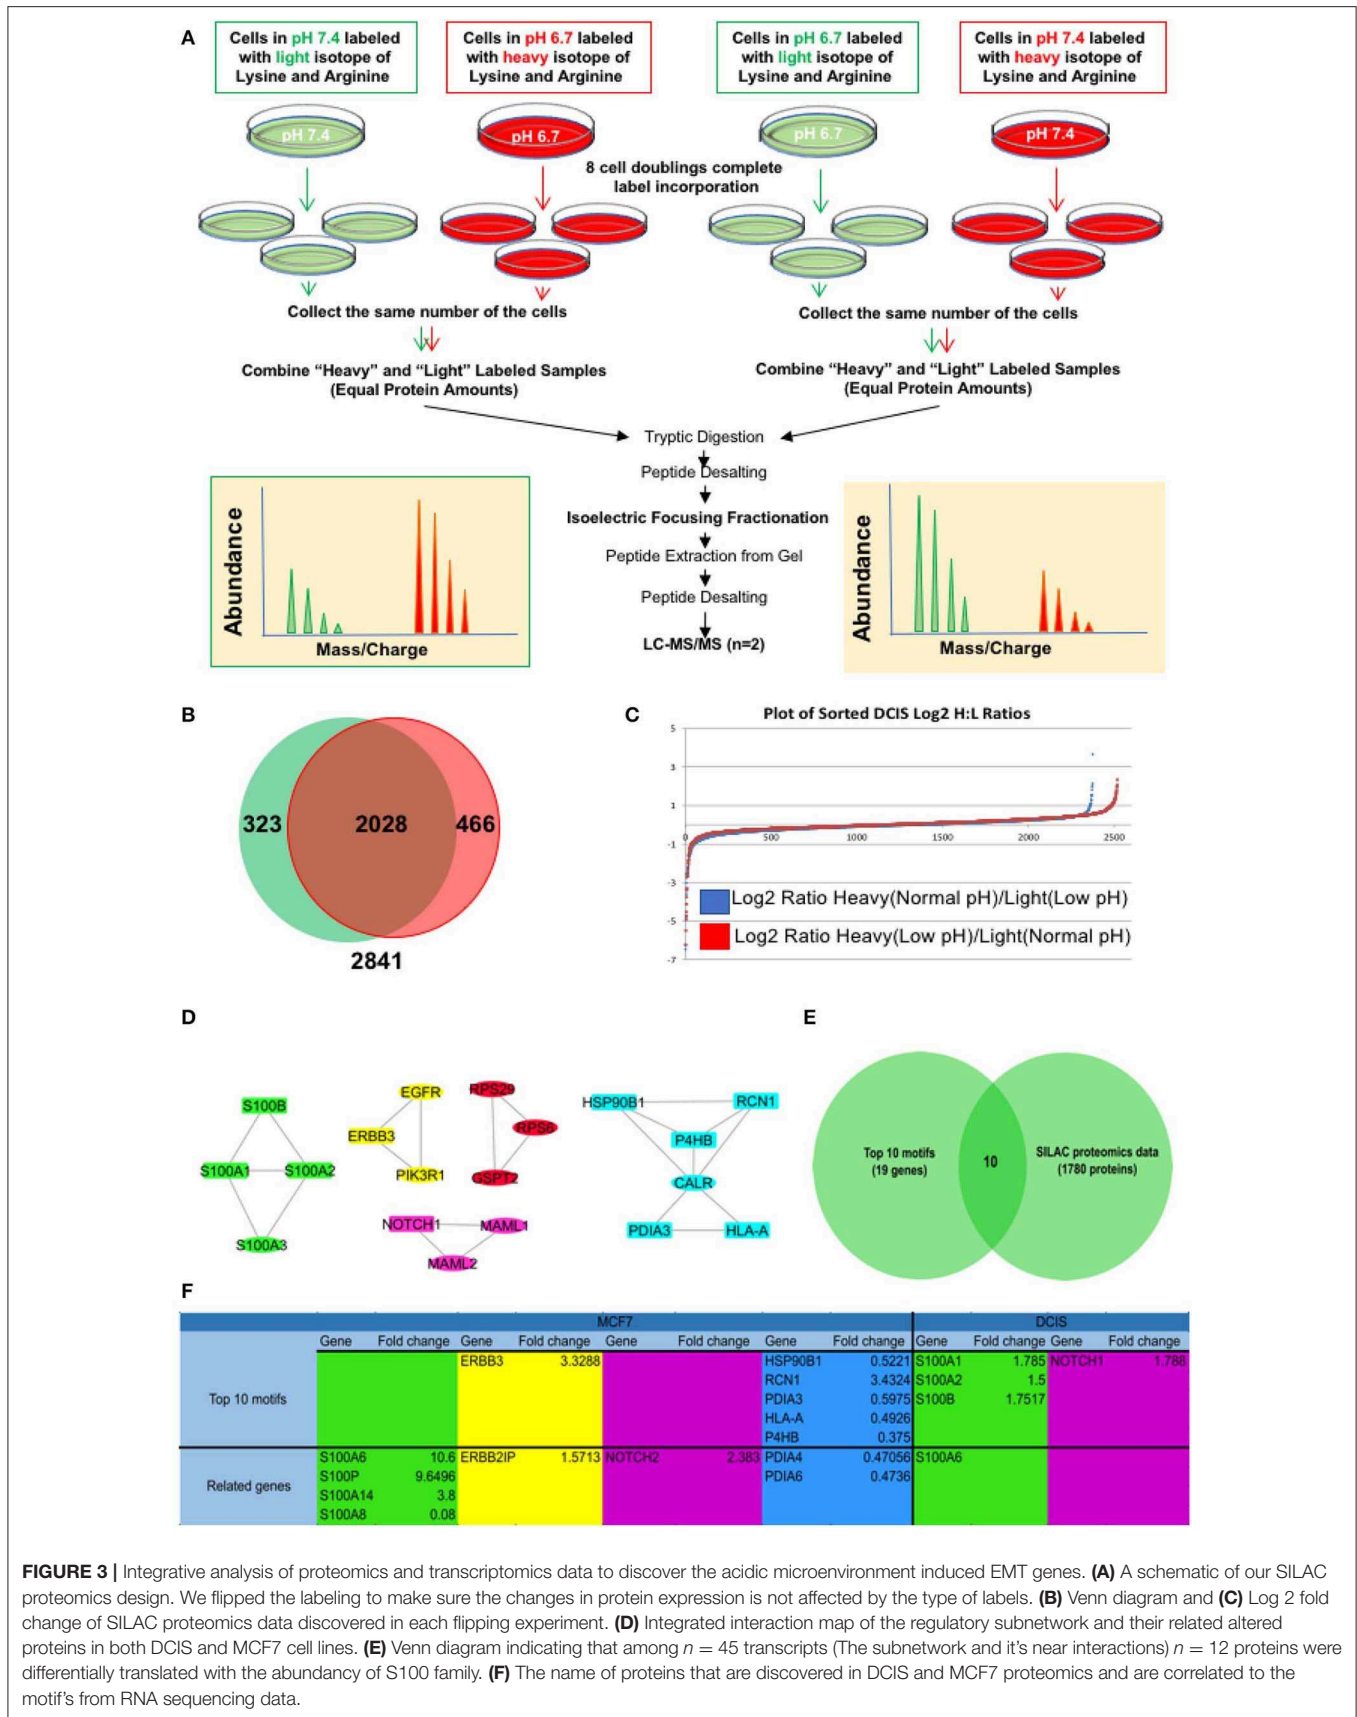 A
Cells in pH 7.4 labeled
with light isotope of
Lysine and Arginine
Cells in pH 6.7 labeled
with heavy isotope of
Lysine and Arginine
Cells in pH 6.7 labeled
with light isotope of
Lysine and Arginine
Cells in pH 7.4 labeled
with heavy isotope of
Lysine and Arginine
pH 7.4
pH 6.7
pH 6.7
pH 7.4
8 cell doublings complete
label incorporation
Collect the same number of the cells
Collect the same number of the cells
Combine “Heavy” and “Light” Labeled Samples
(Equal Protein Amounts)
Combine “Heavy” and “Light” Labeled Samples
(Equal Protein Amounts)
Tryptic Digestion
Peptide Desalting
Isoelectric Focusing Fractionation
Peptide Extraction from Gel
Peptide Desalting
LC-MS/MS (n=2)
Abundance
Mass/Charge
Abundance
Mass/Charge
B
323
2028
466
2841
C
Plot of Sorted DCIS Log2 H:L Ratios
5
3
1
-1
-3
-5
-7
0
500
1000
1500
2000
2500
Log2 Ratio Heavy(Normal pH)/Light(Low pH)
Log2 Ratio Heavy(Low pH)/Light(Normal pH)
D
S100B
S100A1
S100A2
S100A3
EGFR
ERBB3
PIK3R1
RPS29
RPS6
GSPT2
NOTCH1
MAML1
MAML2
HSP90B1
RCN1
P4HB
CALR
PDIA3
HLA-A
E
Top 10 motifs
(19 genes)
10
SILAC proteomics data
(1780 proteins)
F
MCF7 DCIS
Gene Fold change Gene Fold change Gene Fold change Gene Fold change Gene Fold change Gene Fold change
Top 10 motifs
ERBB3 3.3288 HSP90B1 0.5221 S100A1 1.785 NOTCH1 1.788
RCN1 3.4324 S100A2 1.5
PDIA3 0.5975 S100B 1.7517
HLA-A 0.4926
P4HB 0.375
Related genes
S100A6 10.6 ERBB2IP 1.5713 NOTCH2 2.383 PDIA4 0.47056 S100A6
S100P 9.6496 PDIA6 0.4736
S100A14 3.8
S100A8 0.08
FIGURE 3 | Integrative analysis of proteomics and transcriptomics data to discover the acidic microenvironment induced EMT genes. (A) A schematic of our SILAC
proteomics design. We flipped the labeling to make sure the changes in protein expression is not affected by the type of labels. (B) Venn diagram and (C) Log 2 fold
change of SILAC proteomics data discovered in each flipping experiment. (D) Integrated interaction map of the regulatory subnetwork and their related altered
proteins in both DCIS and MCF7 cell lines. (E) Venn diagram indicating that among n = 45 transcripts (The subnetwork and it’s near interactions) n = 12 proteins were
differentially translated with the abundancy of S100 family. (F) The name of proteins that are discovered in DCIS and MCF7 proteomics and are correlated to the
motif’s from RNA sequencing data.